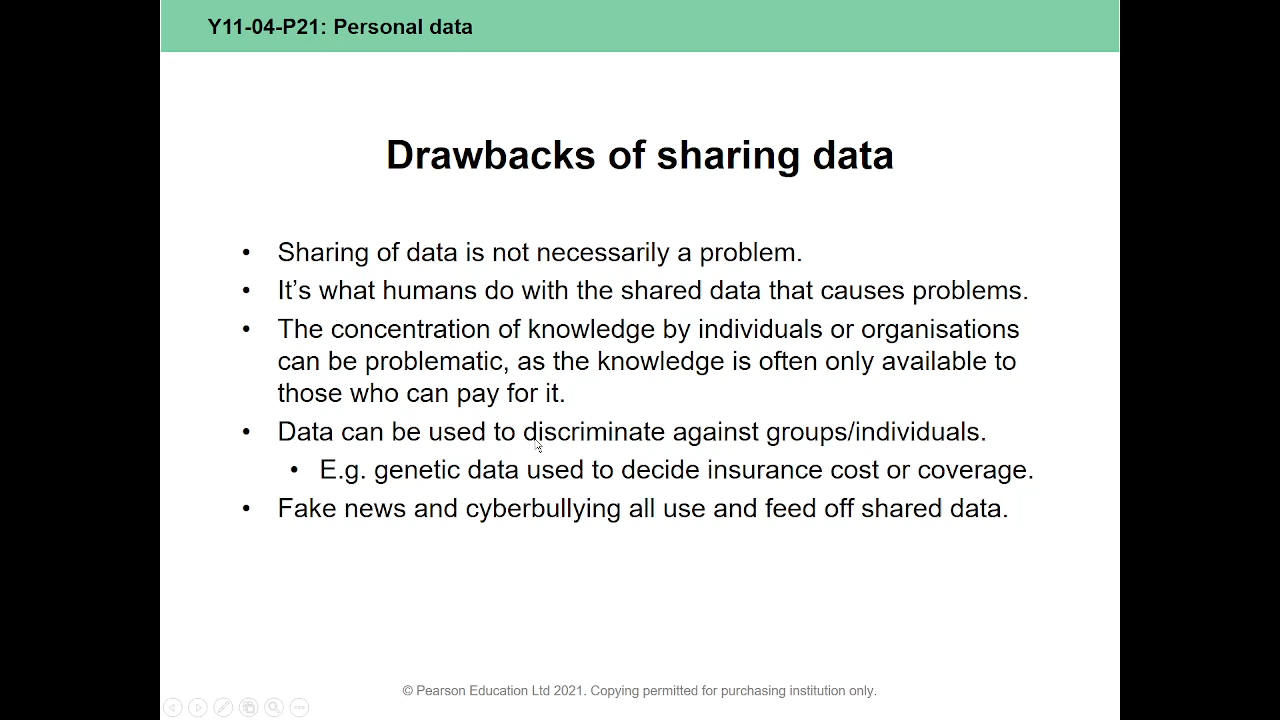 Y11-04-P21: Personal data
Drawbacks of sharing data
• Sharing of data is not necessarily a problem.
• It’s what humans do with the shared data that causes problems.
• The concentration of knowledge by individuals or organisations
can be problematic, as the knowledge is often only available to
those who can pay for it.
• Data can be used to discriminate against groups/individuals.
• E.g. genetic data used to decide insurance cost or coverage.
• Fake news and cyberbullying all use and feed off shared data.
© Pearson Education Ltd 2021. Copying permitted for purchasing institution only.